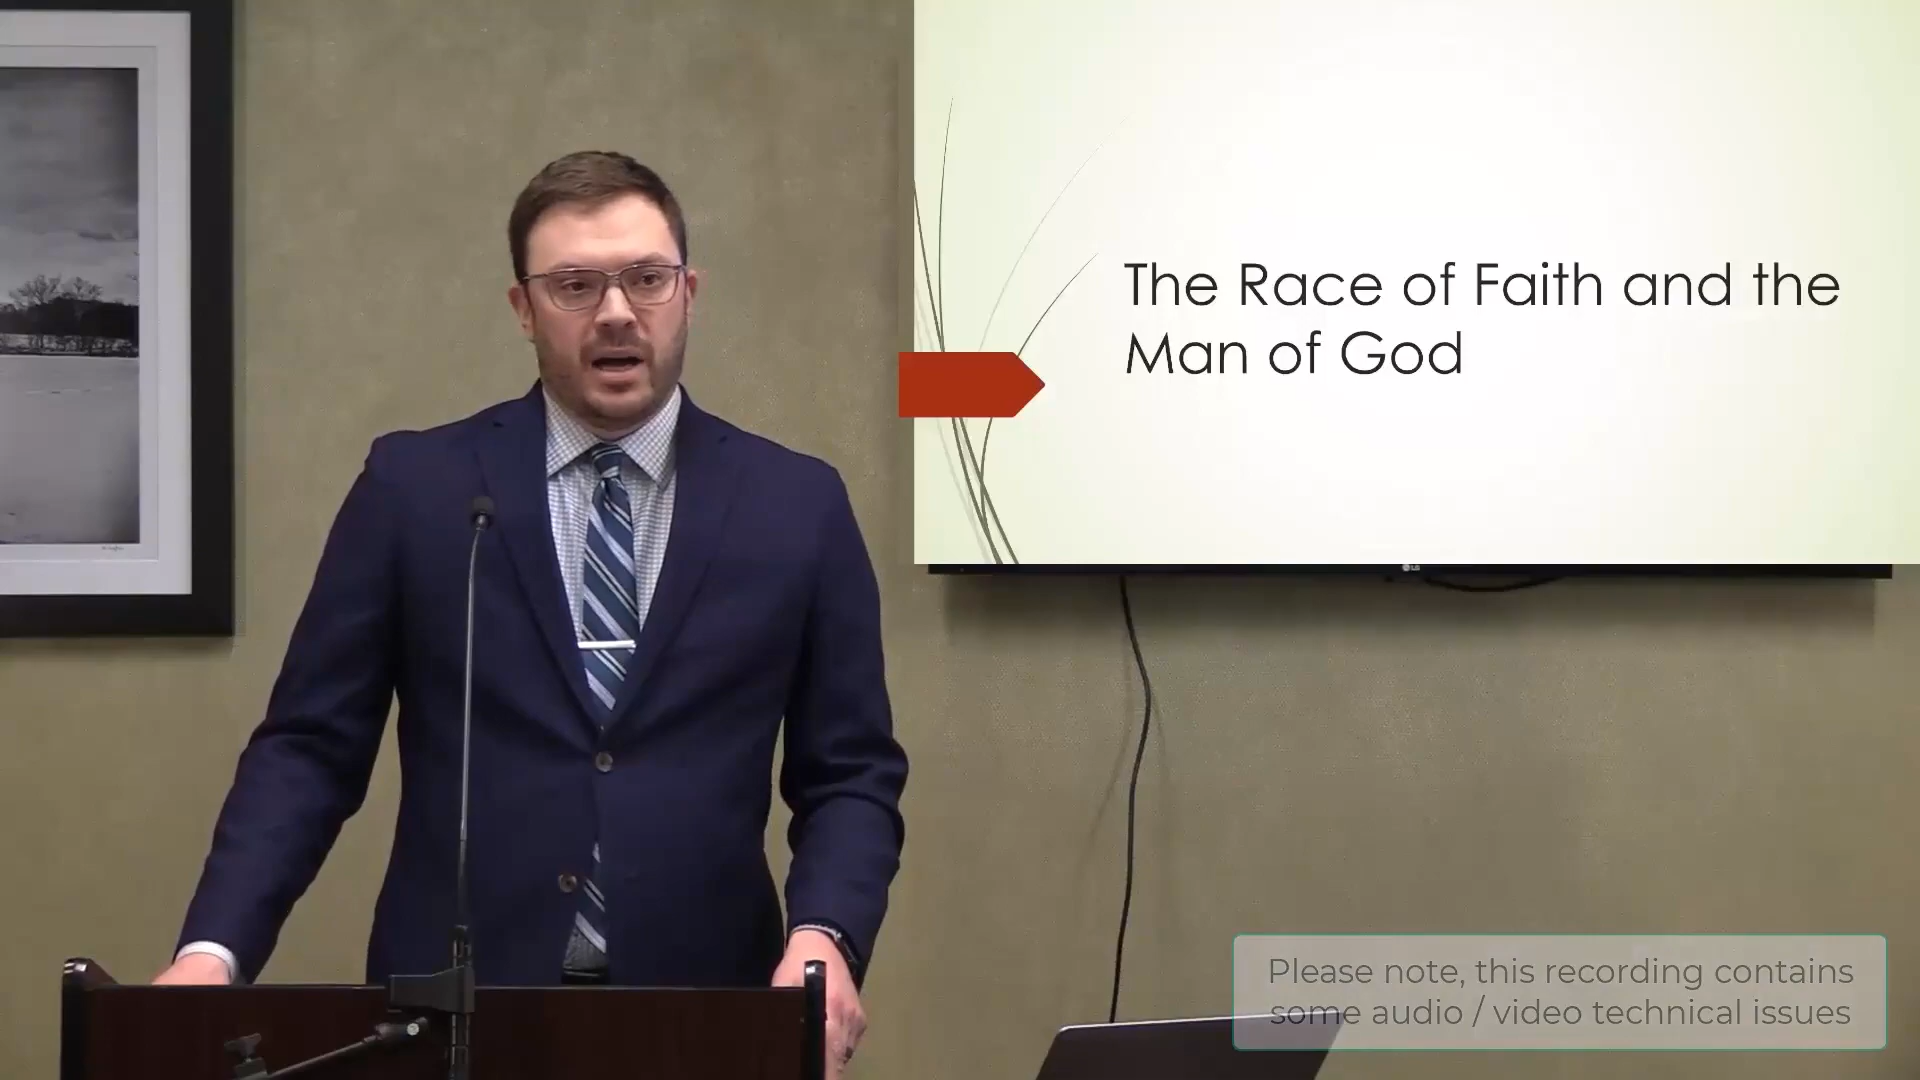 The Race of Faith and the
Man of God
LG
Please note, this recording contains
some audio / video technical issues